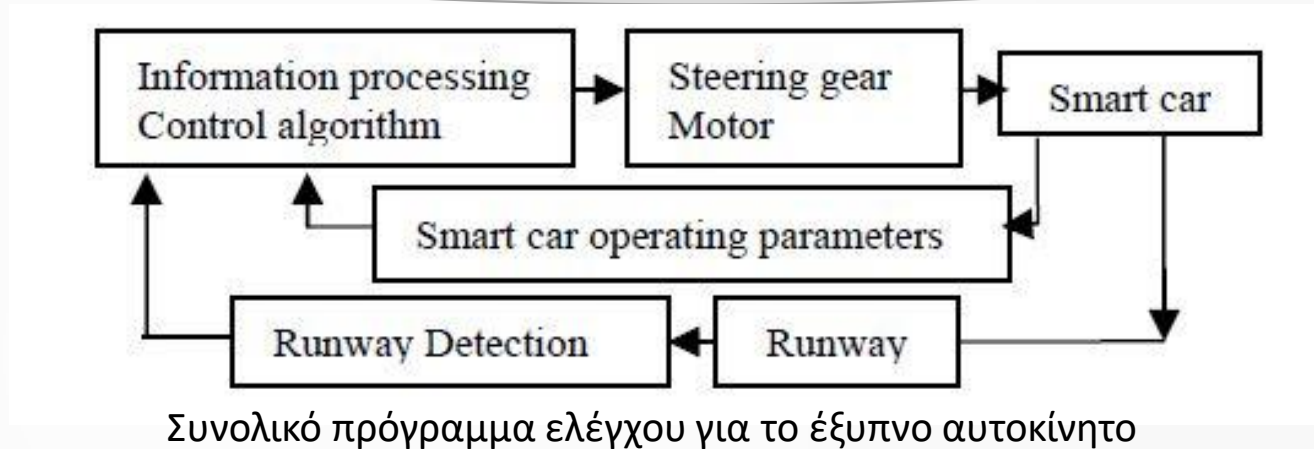 Information processing
Control algorithm
Steering gear
Motor
Smart car
Smart car operating parameters
Runway Detection
Runway
Συνολικό πρόγραμμα ελέγχου για το έξυπνο αυτοκίνητο